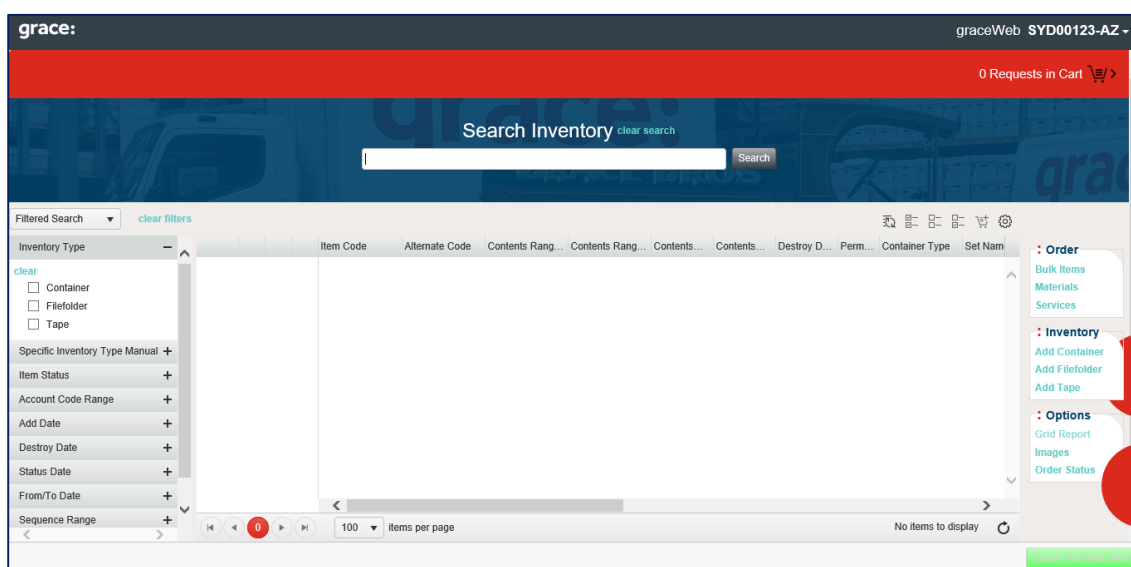 grace:
graceWeb SYD00123-AZ
0 Requests in Cart
Search Inventory clear search
Search
Filtered Search clear filters
Inventory Type
clear
Container
Filefolder
Tape
Specific Inventory Type Manual
Item Status
Account Code Range
Add Date
Destroy Date
Status Date
From/To Date
Sequence Range
Item Code Alternate Code Contents Rang... Contents Rang... Contents... Contents... Destroy D... Perm... Container Type Set Nam
0 100 items per page No items to display
: Order
Bulk Items
Materials
Services
: Inventory
Add Container
Add Filefolder
Add Tape
: Options
Grid Report
Images
Order Status